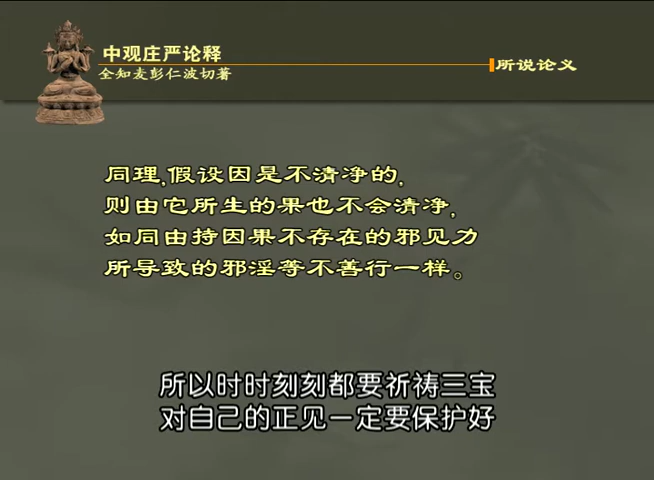 中观庄严论释
全知麦彭仁波切著
所说论义
同理,假设因是不清净的,
则由它所生的果也不会清净,
如同由持因果不存在的邪见力
所导致的邪淫等不善行一样。
所以时时刻刻都要祈祷三宝
对自己的正见一定要保护好